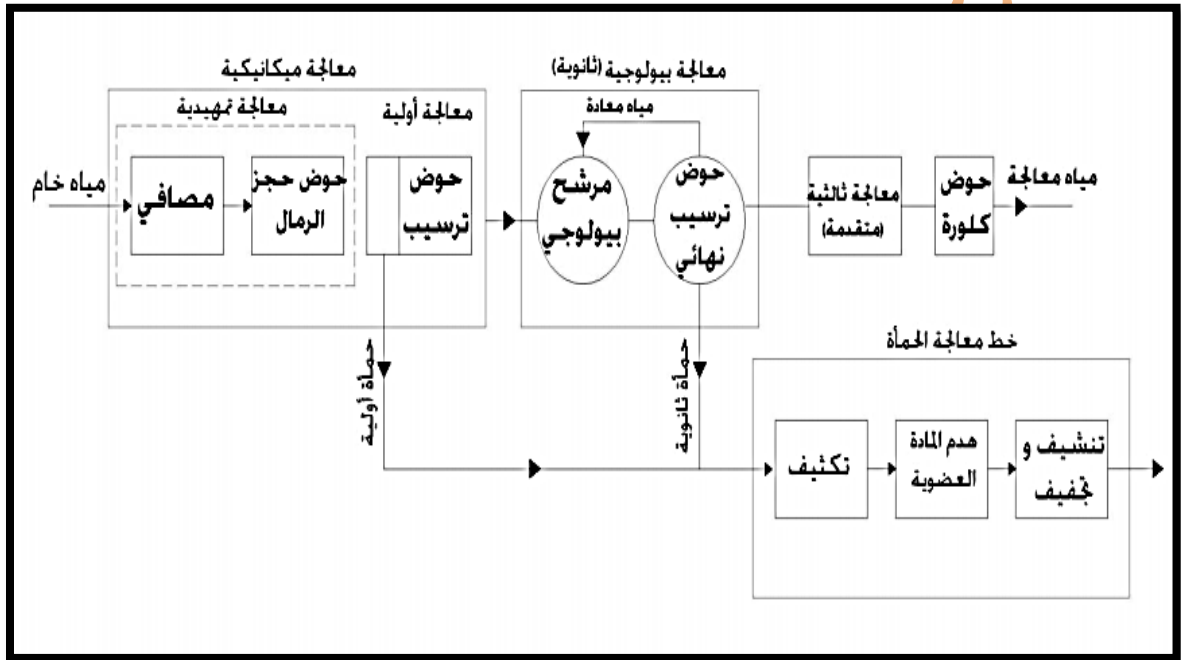 معالجة ميكانيكية
معالجة تمهيدية
معالجة أولية
مياه خام
مصافي
حوض حجز
الرمال
حوض
ترسيب
معالجة بيولوجية (ثانوية)
مياه معادة
مرشح
بيولوجي
حوض
ترسيب
نهائي
معالجة ثالثية
(متقدمة)
حوض
كلورة
مياه معالجة
حمأة أولية
حمأة ثانوية
خط معالجة الحمأة
تكثيف
هدم المادة
العضوية
تنشيف و
تجفيف